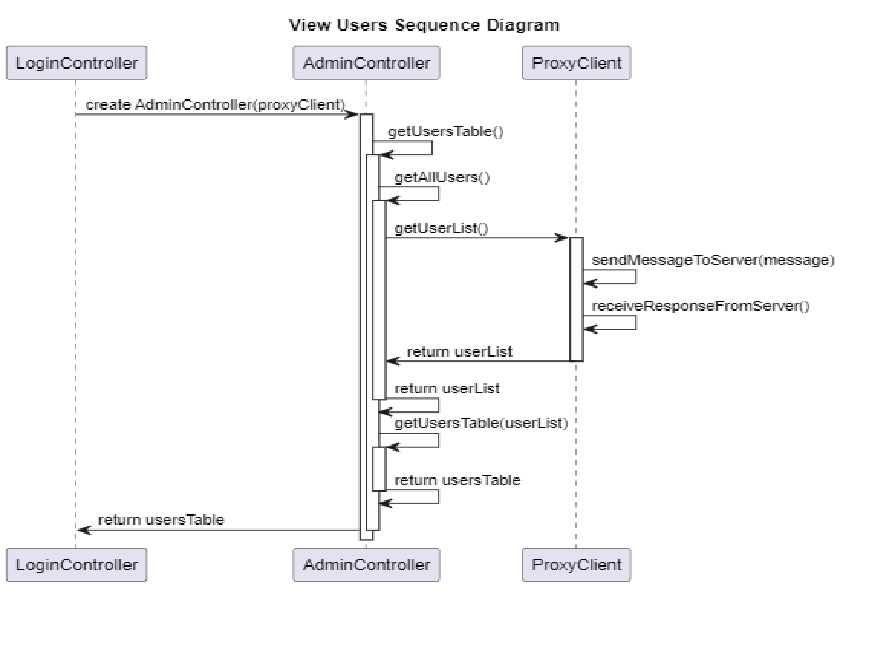 View Users Sequence Diagram
LoginController AdminController ProxyClient
create AdminController(proxyClient)
getUsersTable()
getAllUsers()
getUserList()
sendMessageToServer(message)
receiveResponseFromServer()
return userList
return userList
getUsersTable(userList)
return usersTable
return usersTable
LoginController AdminController ProxyClient